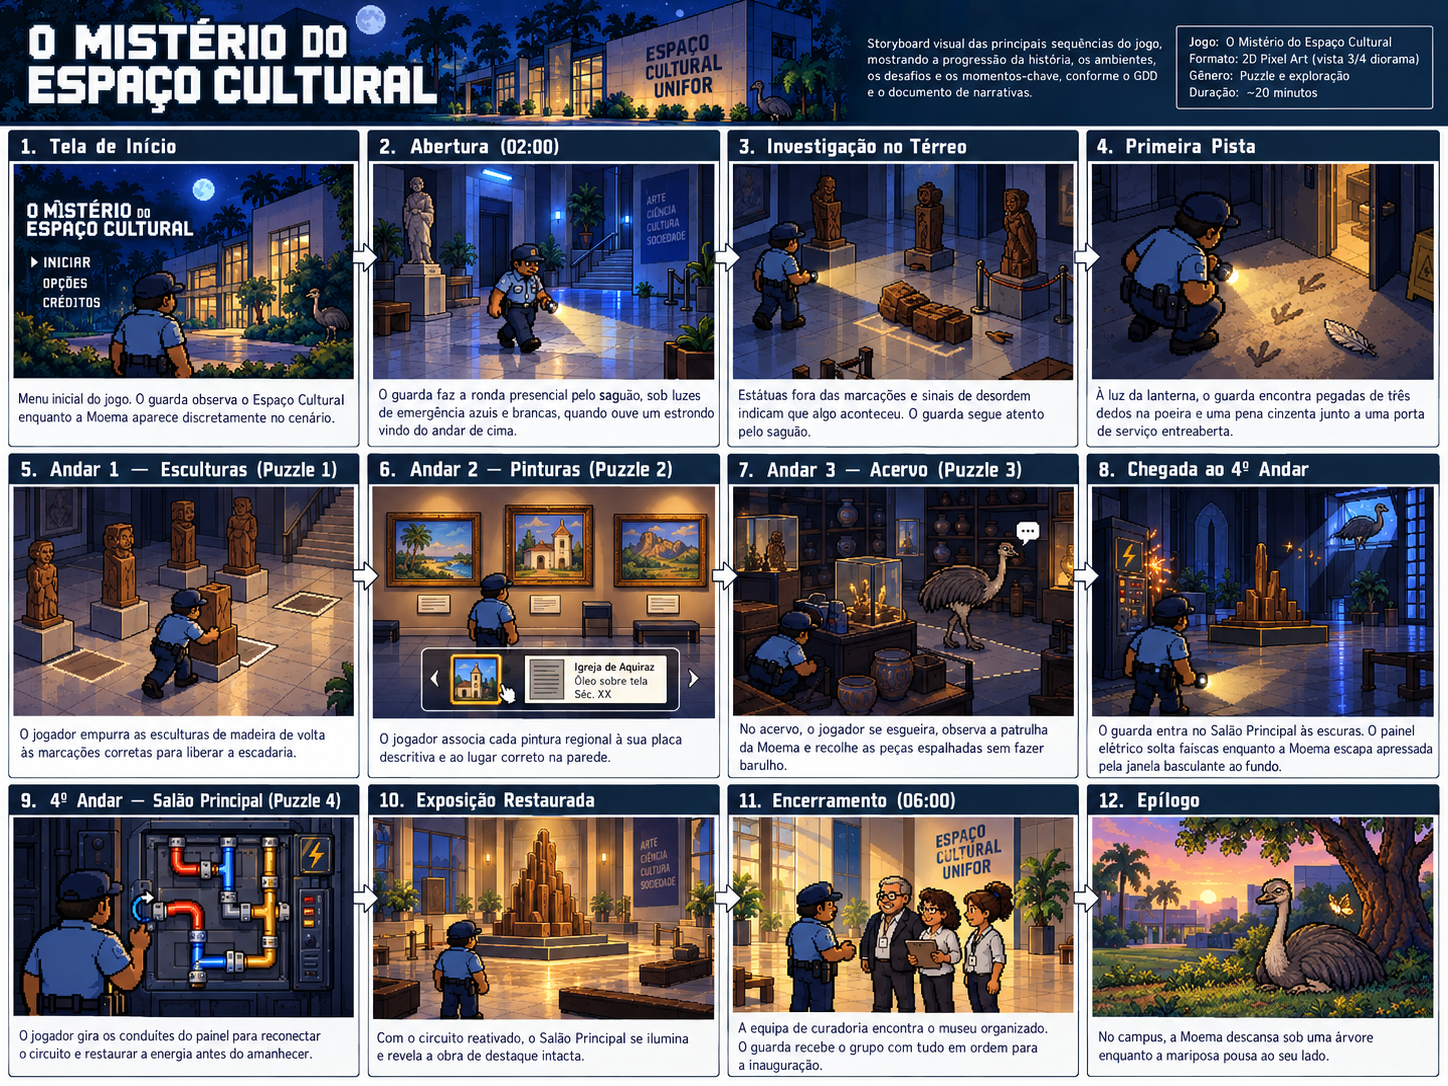 O MISTÉRIO DO
ESPAÇO CULTURAL
ESPAÇO
CULTURAL
UNIFOR
Storyboard visual das principais sequências do jogo,
mostrando a progressão da história, os ambientes,
os desafios e os momentos-chave, conforme o GDD
e o documento de narrativas.
Jogo: O Mistério do Espaço Cultural
Formato: 2D Pixel Art (vista 3/4 diorama)
Gênero: Puzzle e exploração
Duração: ~20 minutos
1. Tela de Início
O MISTÉRIO DO
ESPAÇO CULTURAL
INICIAR
OPÇÕES
CRÉDITOS
Menu inicial do jogo. O guarda observa o Espaço Cultural
enquanto a Moema aparece discretamente no cenário.
2. Abertura (02:00)
ARTE
CIÊNCIA
CULTURA
SOCIEDADE
O guarda faz a ronda presencial pelo saguão, sob luzes
de emergência azuis e brancas, quando ouve um estrondo
vindo do andar de cima.
3. Investigação no Térreo
Estátuas fora das marcações e sinais de desordem
indicam que algo aconteceu. O guarda segue atento
pelo saguão.
4. Primeira Pista
À luz da lanterna, o guarda encontra pegadas de três
dedos na poeira e uma pena cinzenta junto a uma porta
de serviço entreaberta.
5. Andar 1 — Esculturas (Puzzle 1)
O jogador empurra as esculturas de madeira de volta
às marcações corretas para liberar a escadaria.
6. Andar 2 — Pinturas (Puzzle 2)
Igreja de Aquiraz
Óleo sobre tela
Séc. XX
O jogador associa cada pintura regional à sua placa
descritiva e ao lugar correto na parede.
7. Andar 3 — Acervo (Puzzle 3)
...
No acervo, o jogador se esgueira, observa a patrulha
da Moema e recolhe as peças espalhadas sem fazer
barulho.
8. Chegada ao 4º Andar
O guarda entra no Salão Principal às escuras. O painel
elétrico solta faíscas enquanto a Moema escapa apressada
pela janela basculante ao fundo.
9. 4º Andar — Salão Principal (Puzzle 4)
O jogador gira os conduítes do painel para reconectar
o circuito e restaurar a energia antes do amanhecer.
10. Exposição Restaurada
ARTE
CIÊNCIA
CULTURA
SOCIEDADE
Com o circuito reativado, o Salão Principal se ilumina
e revela a obra de destaque intacta.
11. Encerramento (06:00)
ESPAÇO
CULTURAL
UNIFOR
A equipa de curadoria encontra o museu organizado.
O guarda recebe o grupo com tudo em ordem para
a inauguração.
12. Epílogo
No campus, a Moema descansa sob uma árvore
enquanto a mariposa pousa ao seu lado.